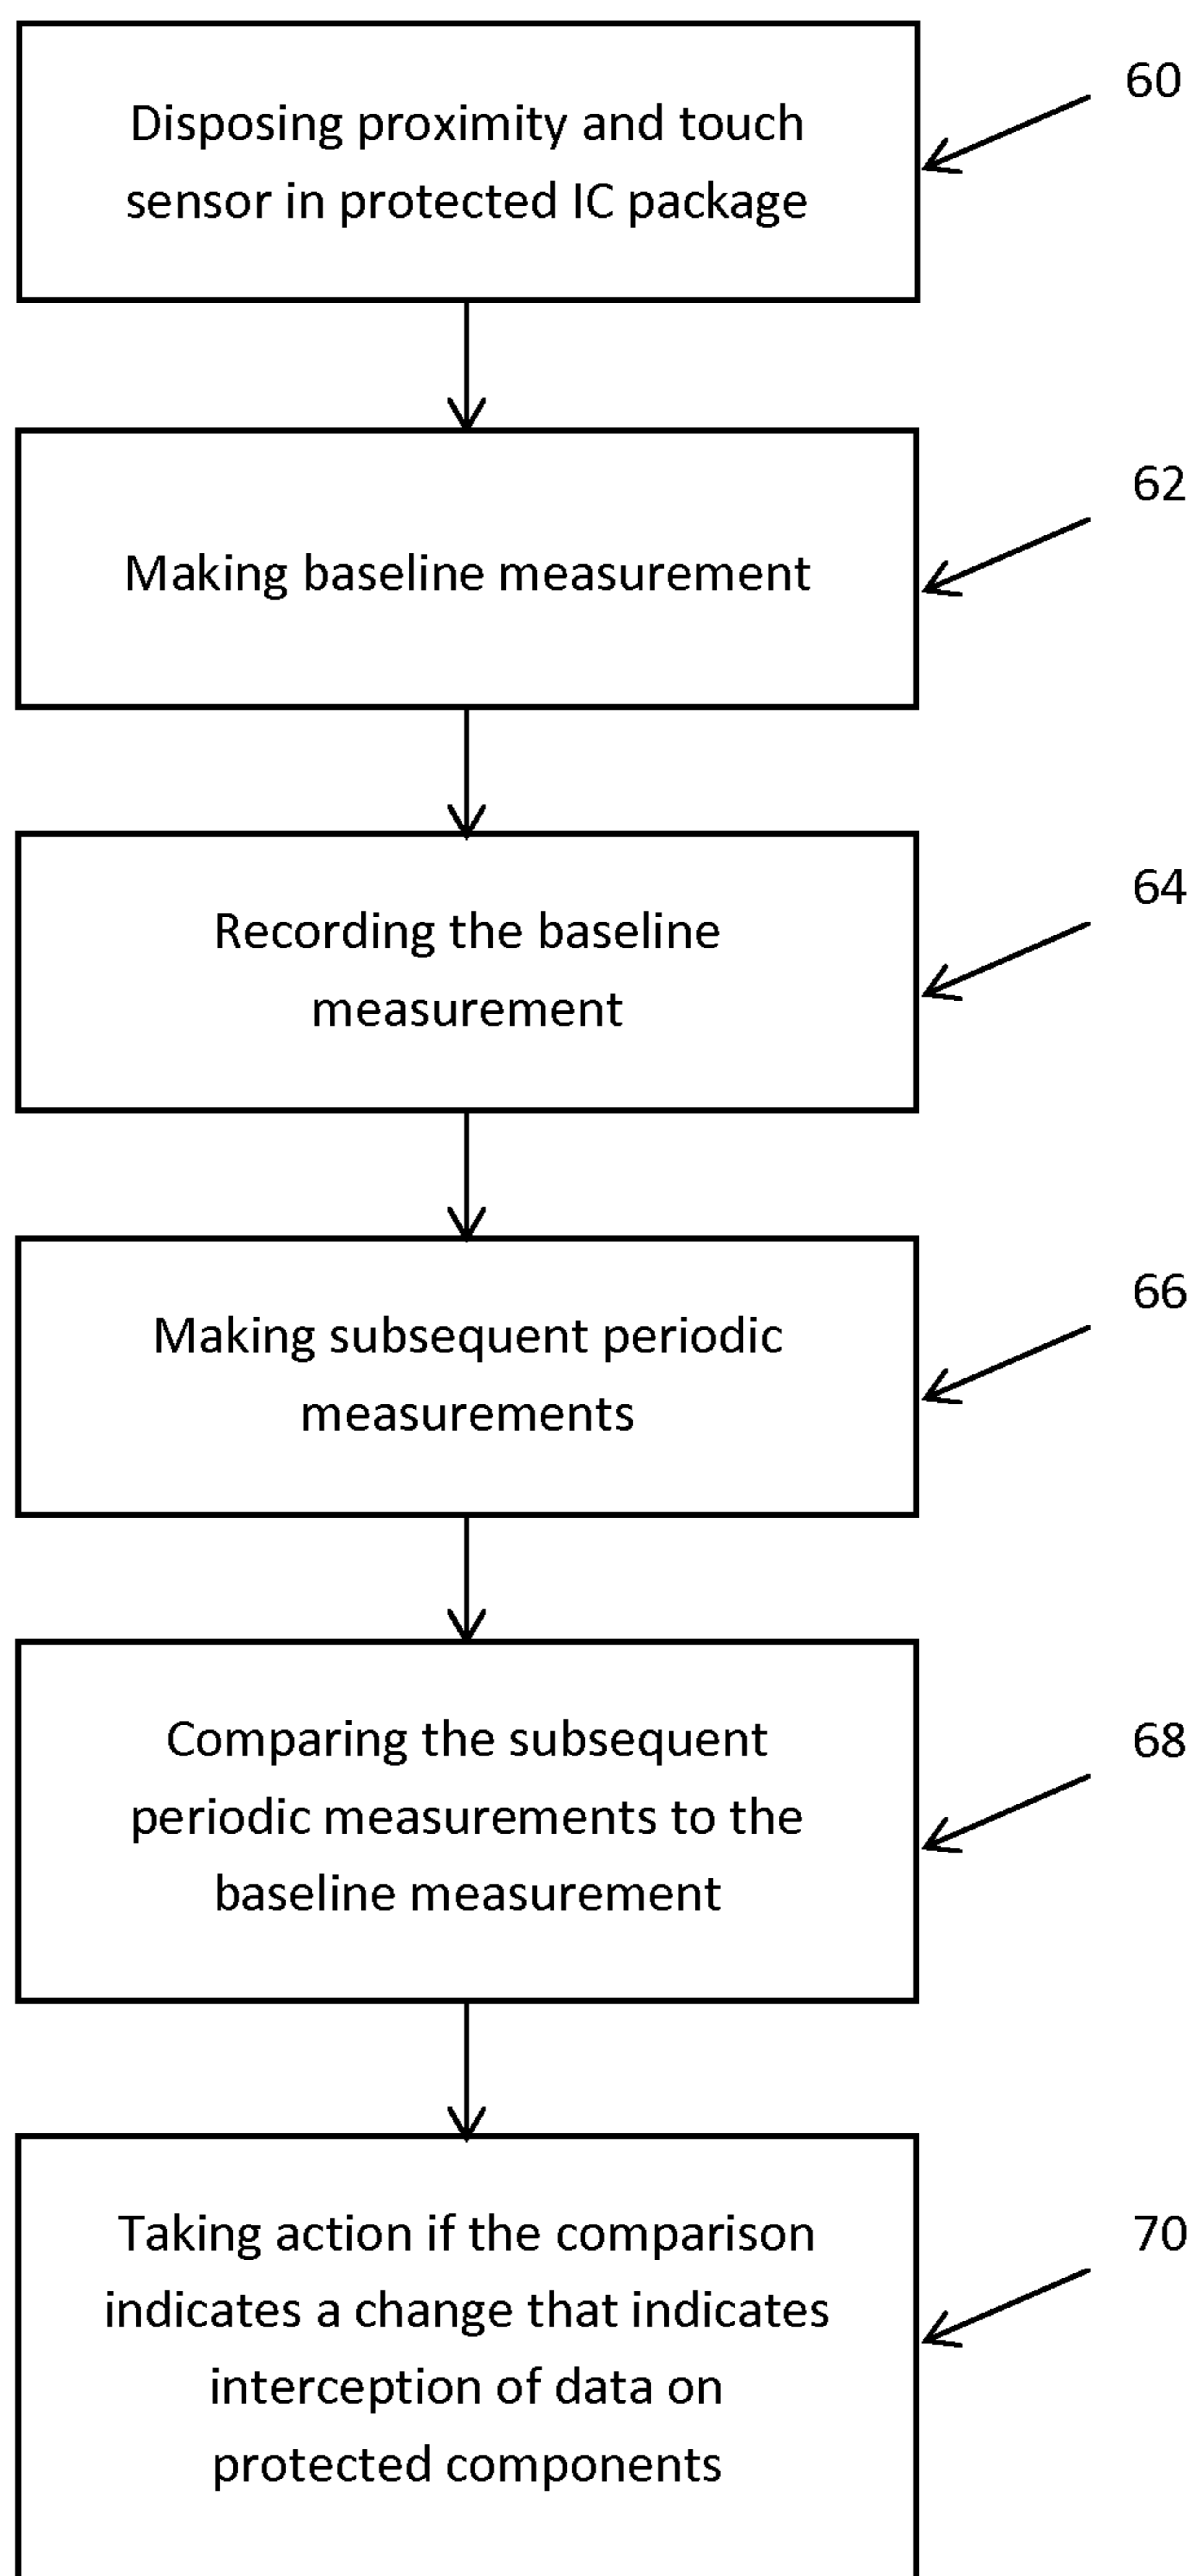 Disposing proximity and touch
sensor in protected IC package
60
Making baseline measurement
62
Recording the baseline
measurement
64
Making subsequent periodic
measurements
66
Comparing the subsequent
periodic measurements to the
baseline measurement
68
Taking action if the comparison
indicates a change that indicates
interception of data on
protected components
70